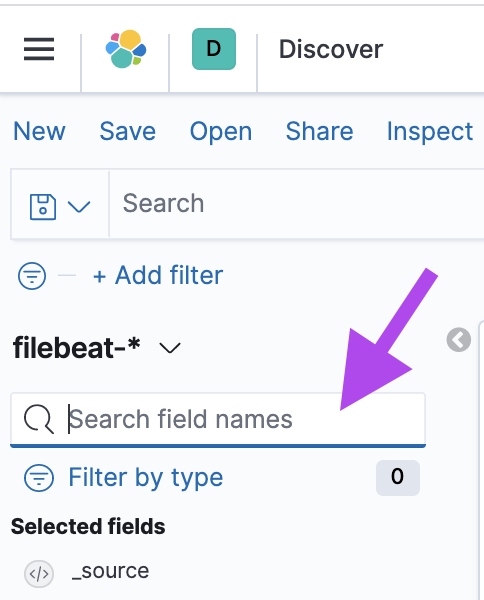 D Discover
New Save Open Share Inspect
Search
+ Add filter
filebeat-*
Search field names
Filter by type 0
Selected fields
</> _source